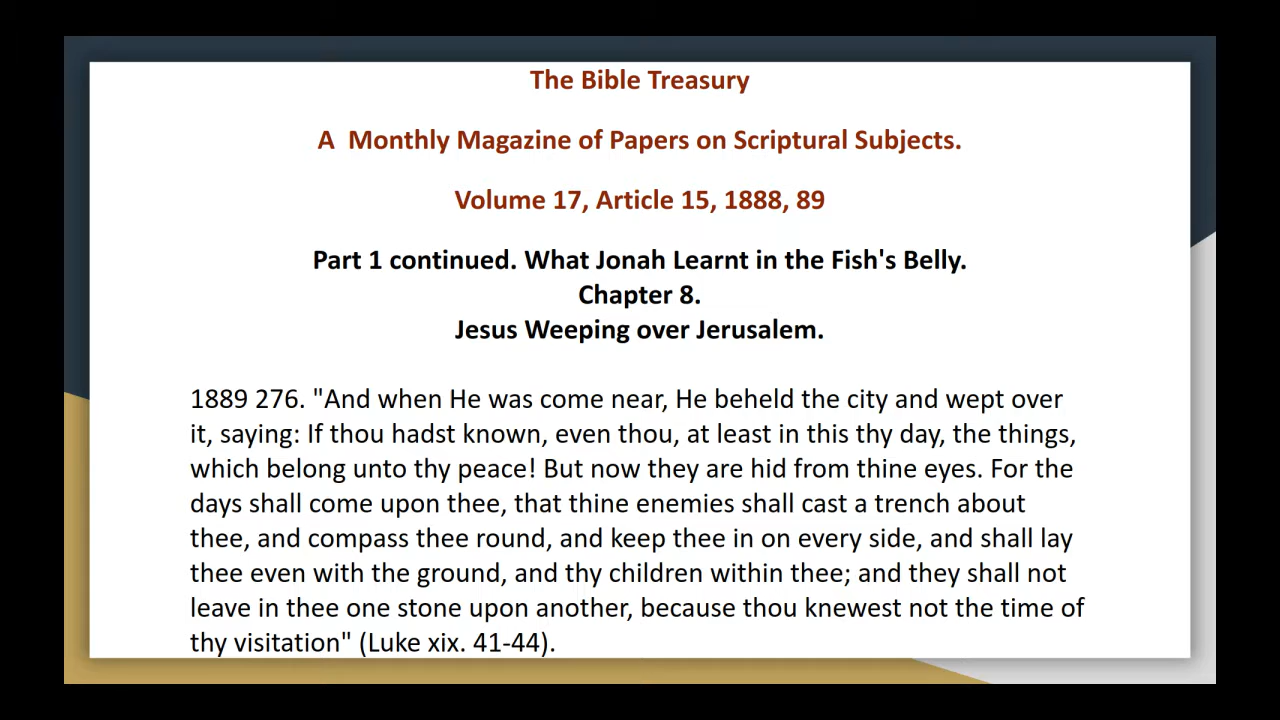 The Bible Treasury
A  Monthly Magazine of Papers on Scriptural Subjects.
Volume 17, Article 15, 1888, 89
Part 1 continued. What Jonah Learnt in the Fish's Belly.
Chapter 8.
Jesus Weeping over Jerusalem.
1889 276. "And when He was come near, He beheld the city and wept over
it, saying: If thou hadst known, even thou, at least in this thy day, the things,
which belong unto thy peace! But now they are hid from thine eyes. For the
days shall come upon thee, that thine enemies shall cast a trench about
thee, and compass thee round, and keep thee in on every side, and shall lay
thee even with the ground, and thy children within thee; and they shall not
leave in thee one stone upon another, because thou knewest not the time of
thy visitation" (Luke xix. 41-44).